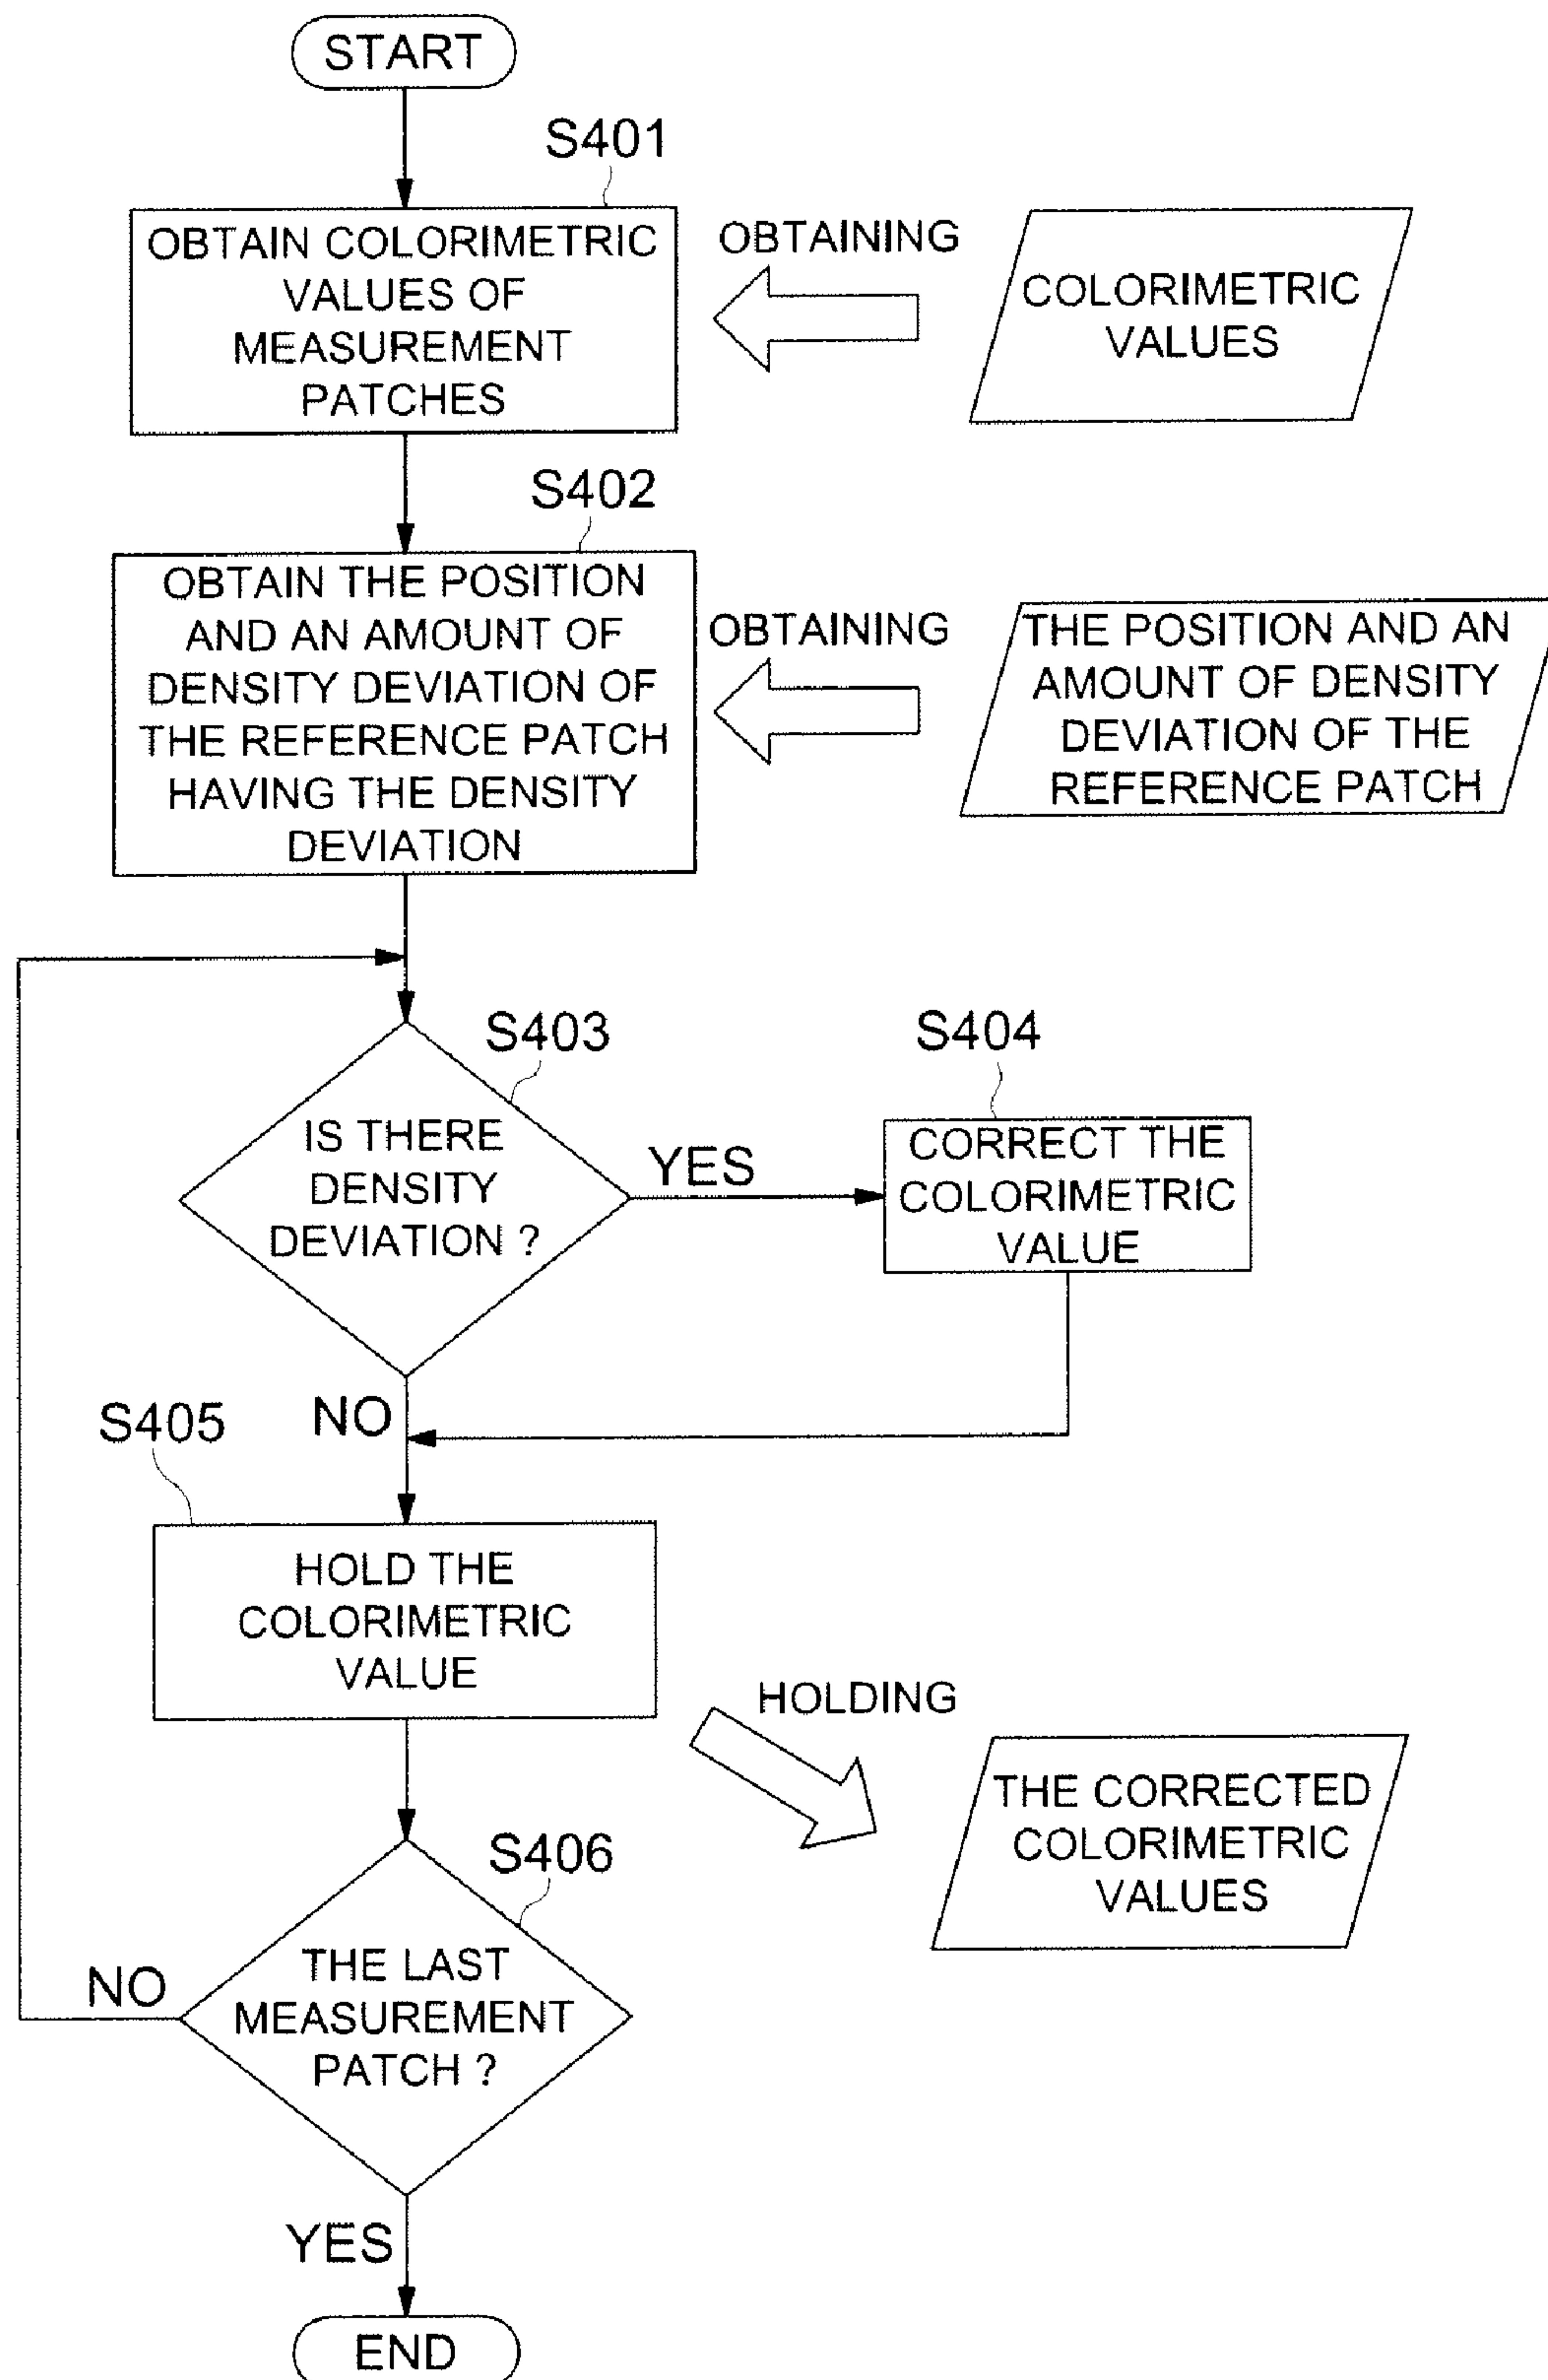 START
S401
OBTAIN COLORIMETRIC
VALUES OF
MEASUREMENT
PATCHES
OBTAINING
COLORIMETRIC
VALUES
S402
OBTAIN THE POSITION
AND AN AMOUNT OF
DENSITY DEVIATION OF
THE REFERENCE PATCH
HAVING THE DENSITY
DEVIATION
OBTAINING
THE POSITION AND AN
AMOUNT OF DENSITY
DEVIATION OF THE
REFERENCE PATCH
S403
IS THERE
DENSITY
DEVIATION ?
YES
S404
CORRECT THE
COLORIMETRIC
VALUE
NO
S405
HOLD THE
COLORIMETRIC
VALUE
HOLDING
THE CORRECTED
COLORIMETRIC
VALUES
S406
THE LAST
MEASUREMENT
PATCH ?
NO
YES
END